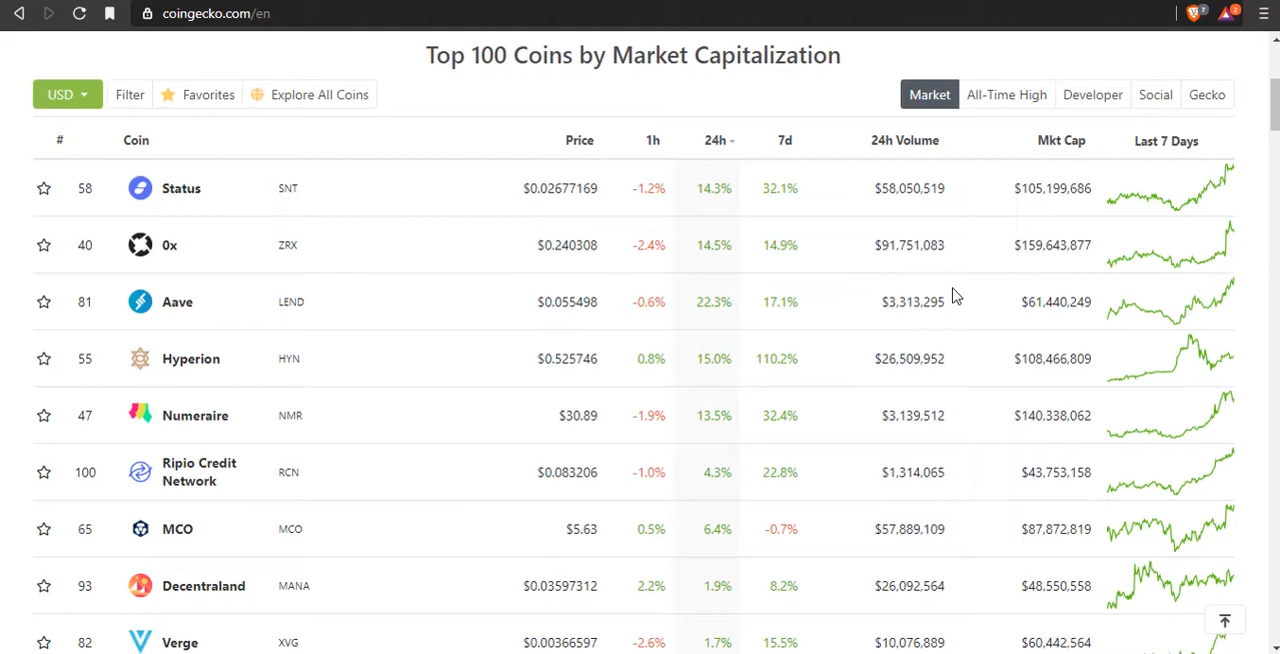 coingecko.com/en
7
2
Top 100 Coins by Market Capitalization
USD Filter Favorites Explore All Coins Market All-Time High Developer Social Gecko
# Coin Price 1h 24h 7d 24h Volume Mkt Cap Last 7 Days
58 Status SNT $0.02677169 -1.2% 14.3% 32.1% $58,050,519 $105,199,686
40 0x ZRX $0.240308 -2.4% 14.5% 14.9% $91,751,083 $159,643,877
81 Aave LEND $0.055498 -0.6% 22.3% 17.1% $3,313,295 $61,440,249
55 Hyperion HYN $0.525746 0.8% 15.0% 110.2% $26,509,952 $108,466,809
47 Numeraire NMR $30.89 -1.9% 13.5% 32.4% $3,139,512 $140,338,062
100 Ripio Credit Network RCN $0.083206 -1.0% 4.3% 22.8% $1,314,065 $43,753,158
65 MCO MCO $5.63 0.5% 6.4% -0.7% $57,889,109 $87,872,819
93 Decentraland MANA $0.03597312 2.2% 1.9% 8.2% $26,092,564 $48,550,558
82 Verge XVG $0.00366597 -2.6% 1.7% 15.5% $10,076,889 $60,442,564